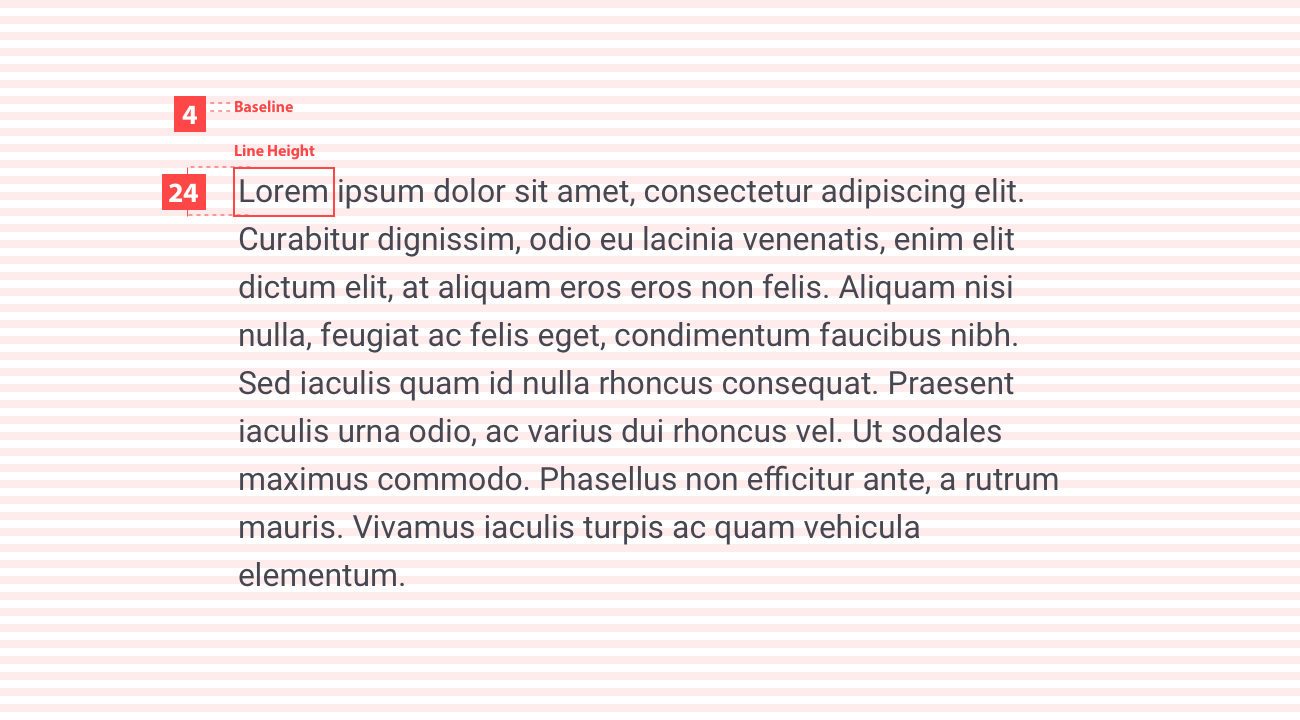 4 Baseline
Line Height
24
Lorem ipsum dolor sit amet, consectetur adipiscing elit.
Curabitur dignissim, odio eu lacinia venenatis, enim elit
dictum elit, at aliquam eros eros non felis. Aliquam nisi
nulla, feugiat ac felis eget, condimentum faucibus nibh.
Sed iaculis quam id nulla rhoncus consequat. Praesent
iaculis urna odio, ac varius dui rhoncus vel. Ut sodales
maximus commodo. Phasellus non efficitur ante, a rutrum
mauris. Vivamus iaculis turpis ac quam vehicula
elementum.